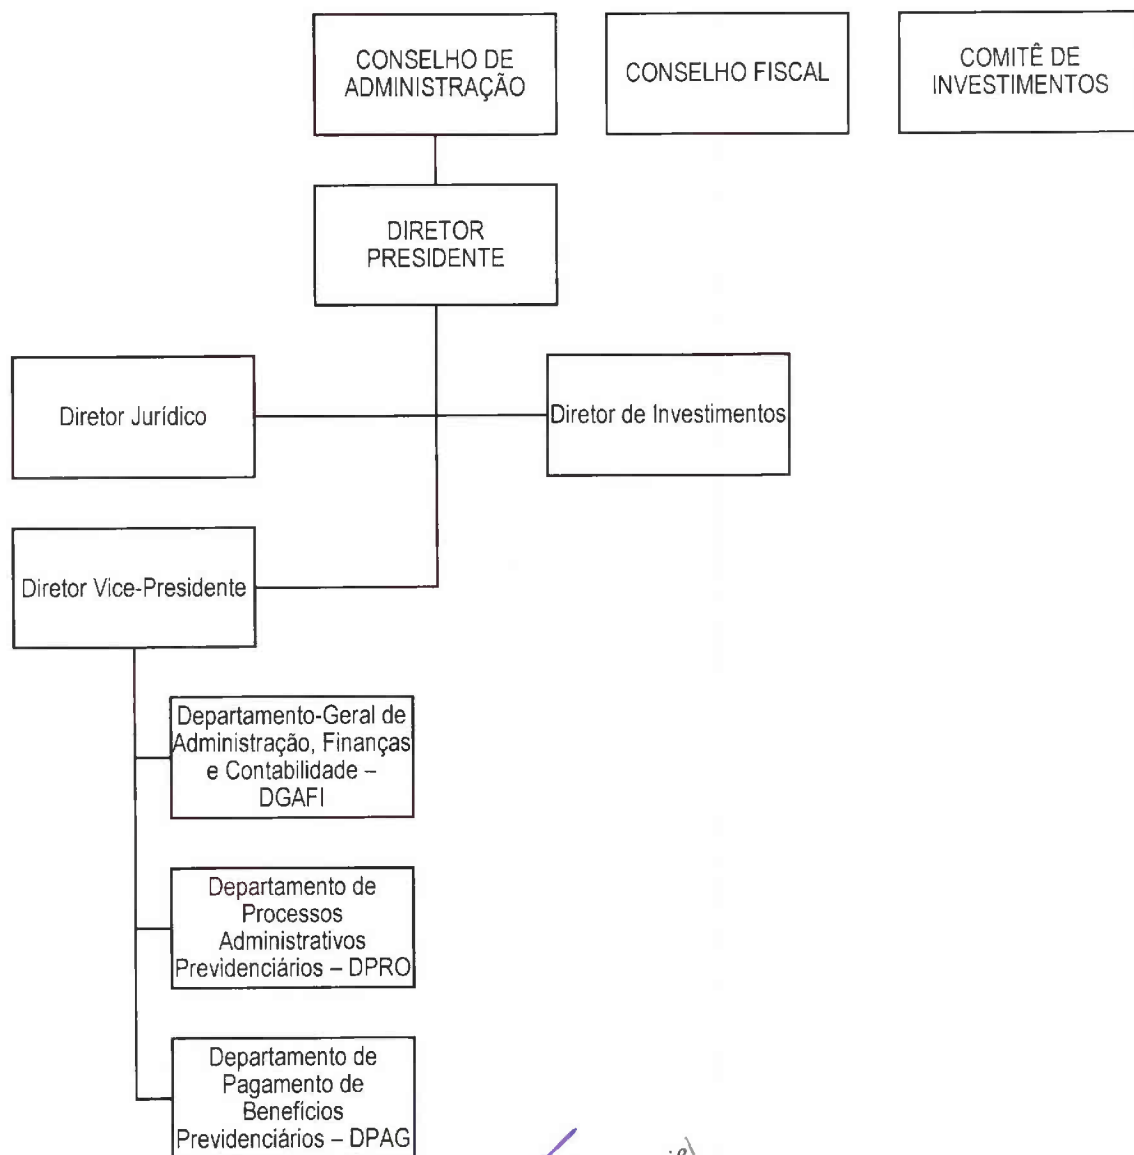 CONSELHO DE
ADMINISTRAÇÃO
CONSELHO FISCAL
COMITÊ DE
INVESTIMENTOS
DIRETOR
PRESIDENTE
Diretor Jurídico
Diretor de Investimentos
Diretor Vice-Presidente
Departamento-Geral de
Administração, Finanças
e Contabilidade –
DGAFI
Departamento de
Processos
Administrativos
Previdenciários – DPRO
Departamento de
Pagamento de
Benefícios
Previdenciários – DPAG